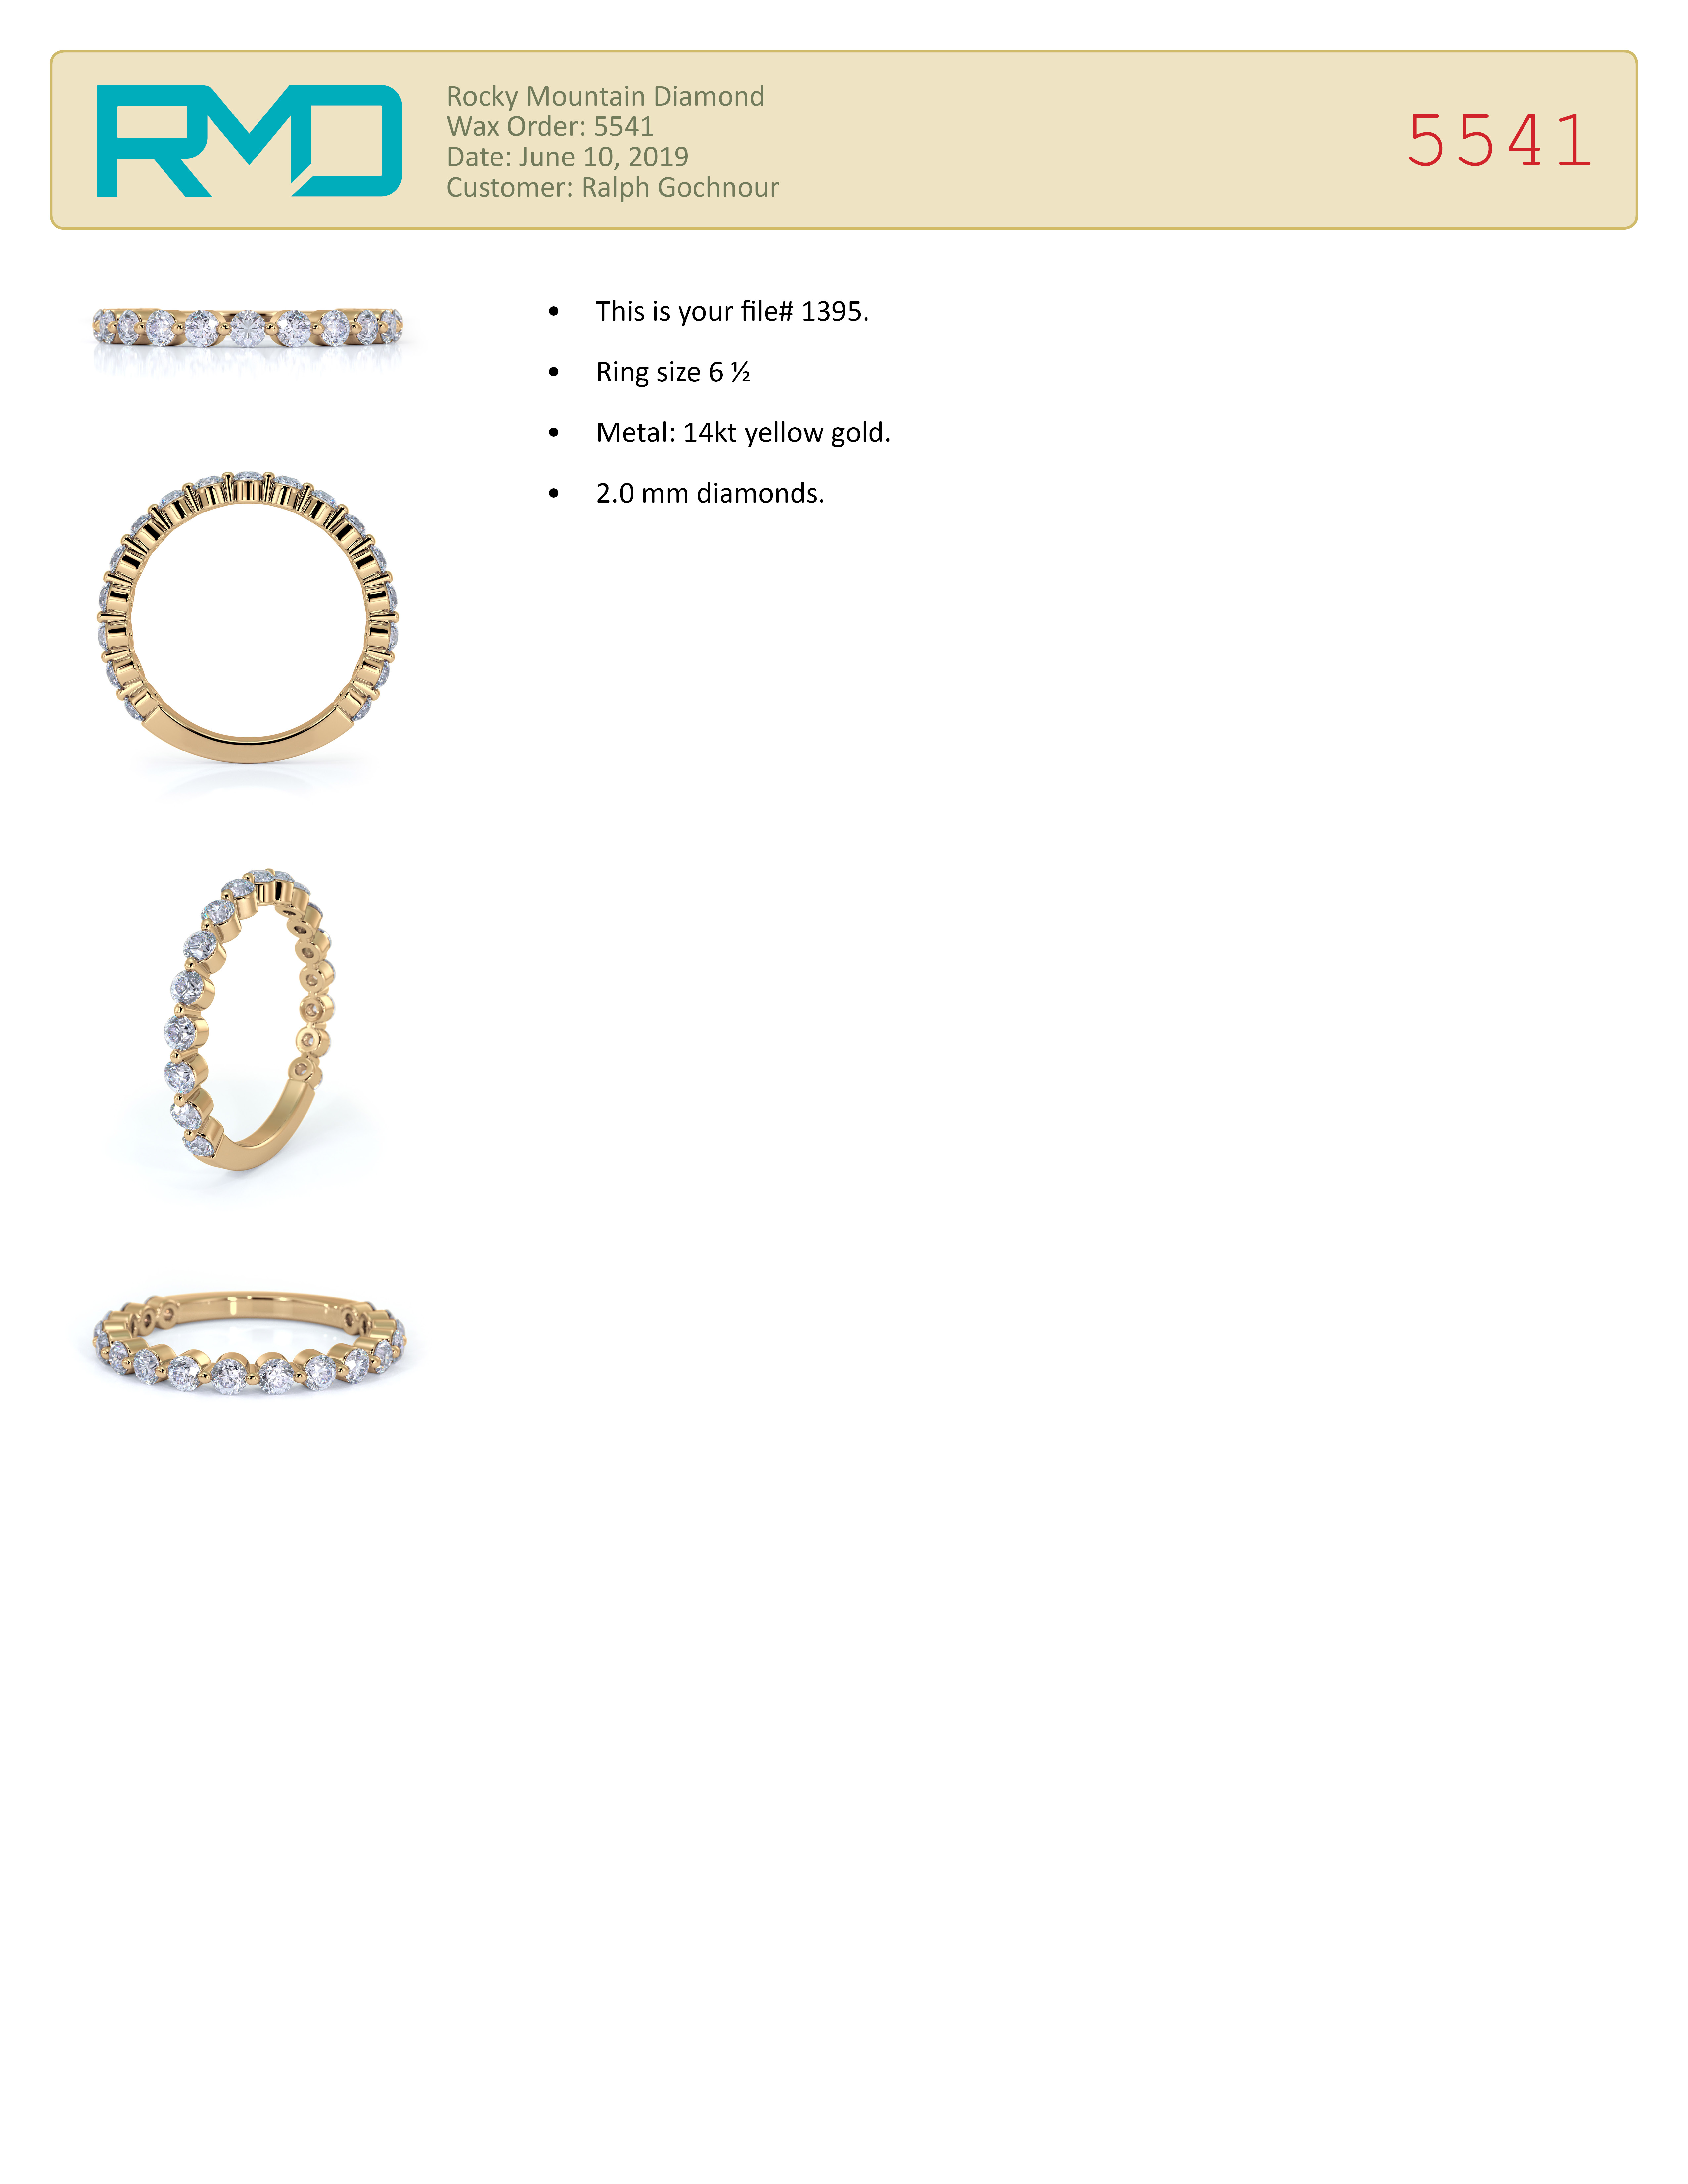 RMD
Rocky Mountain Diamond
Wax Order: 5541
Date: June 10, 2019
Customer: Ralph Gochnour
5541
• This is your file# 1395.
• Ring size 6 ½
• Metal: 14kt yellow gold.
• 2.0 mm diamonds.